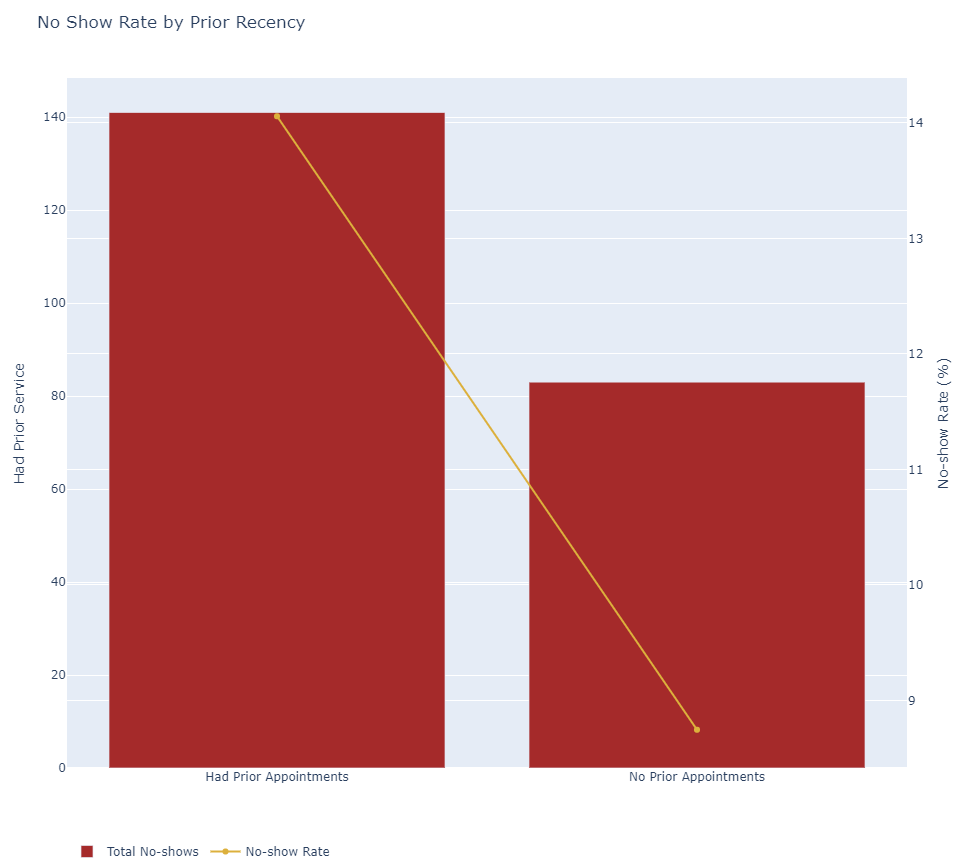 No Show Rate by Prior Recency
140
120
100
80
60
40
20
0
Had Prior Service
14
13
12
11
10
9
No-show Rate (%)
Had Prior Appointments
No Prior Appointments
Total No-shows
No-show Rate